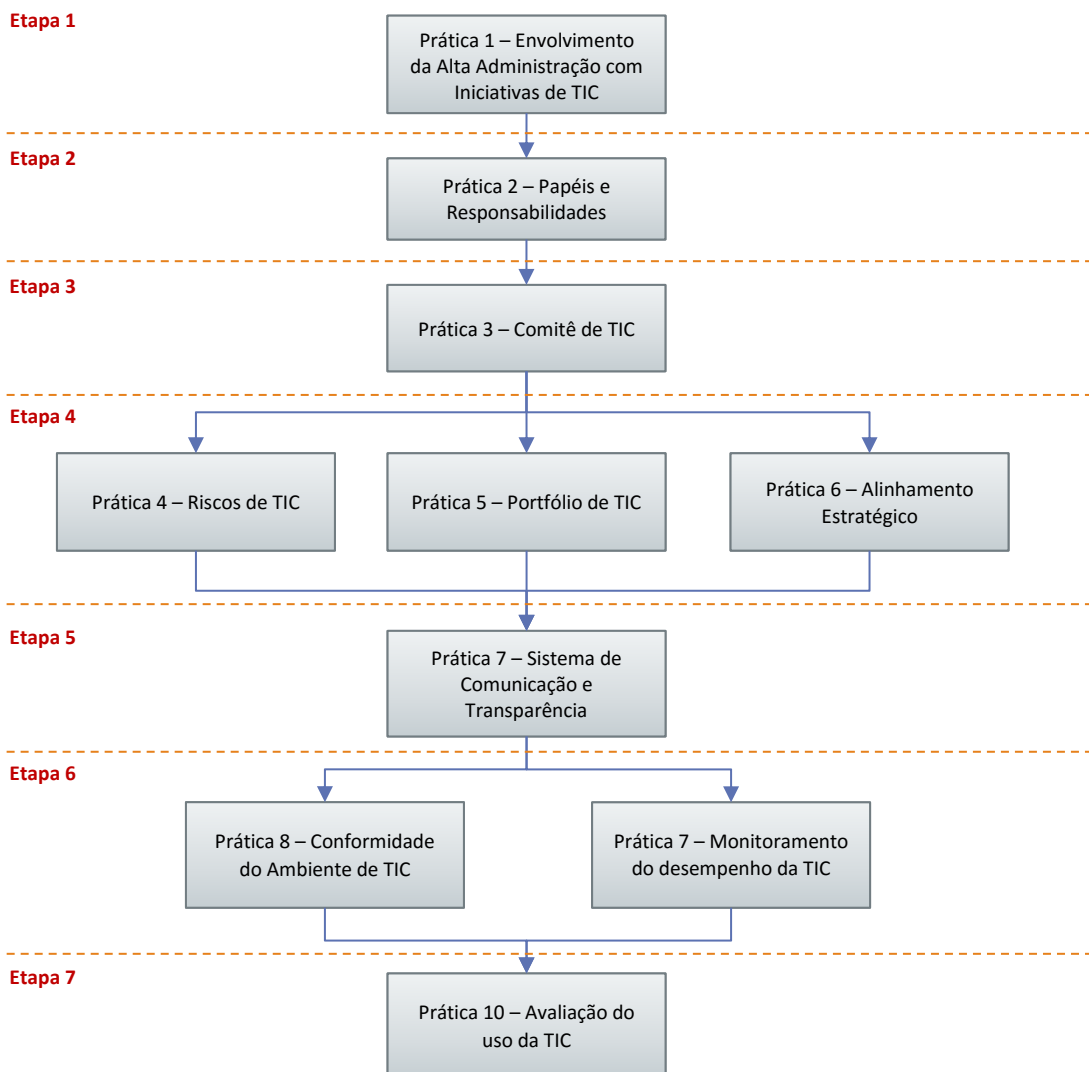 Etapa 1
Prática 1 – Envolvimento
da Alta Administração com
Iniciativas de TIC
Etapa 2
Prática 2 – Papéis e
Responsabilidades
Etapa 3
Prática 3 – Comitê de TIC
Etapa 4
Prática 4 – Riscos de TIC
Prática 5 – Portfólio de TIC
Prática 6 – Alinhamento
Estratégico
Etapa 5
Prática 7 – Sistema de
Comunicação e
Transparência
Etapa 6
Prática 8 – Conformidade
do Ambiente de TIC
Prática 7 – Monitoramento
do desempenho da TIC
Etapa 7
Prática 10 – Avaliação do
uso da TIC